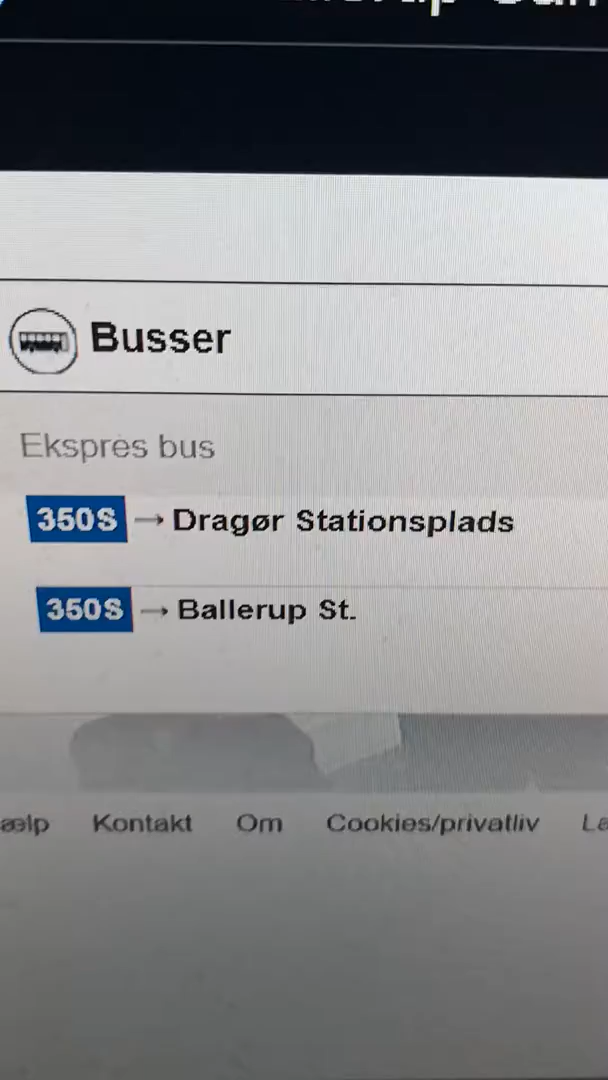 Busser
Ekspres bus
350S → Dragør Stationsplads
350S → Ballerup St.
Kontakt Om Cookies/privatliv